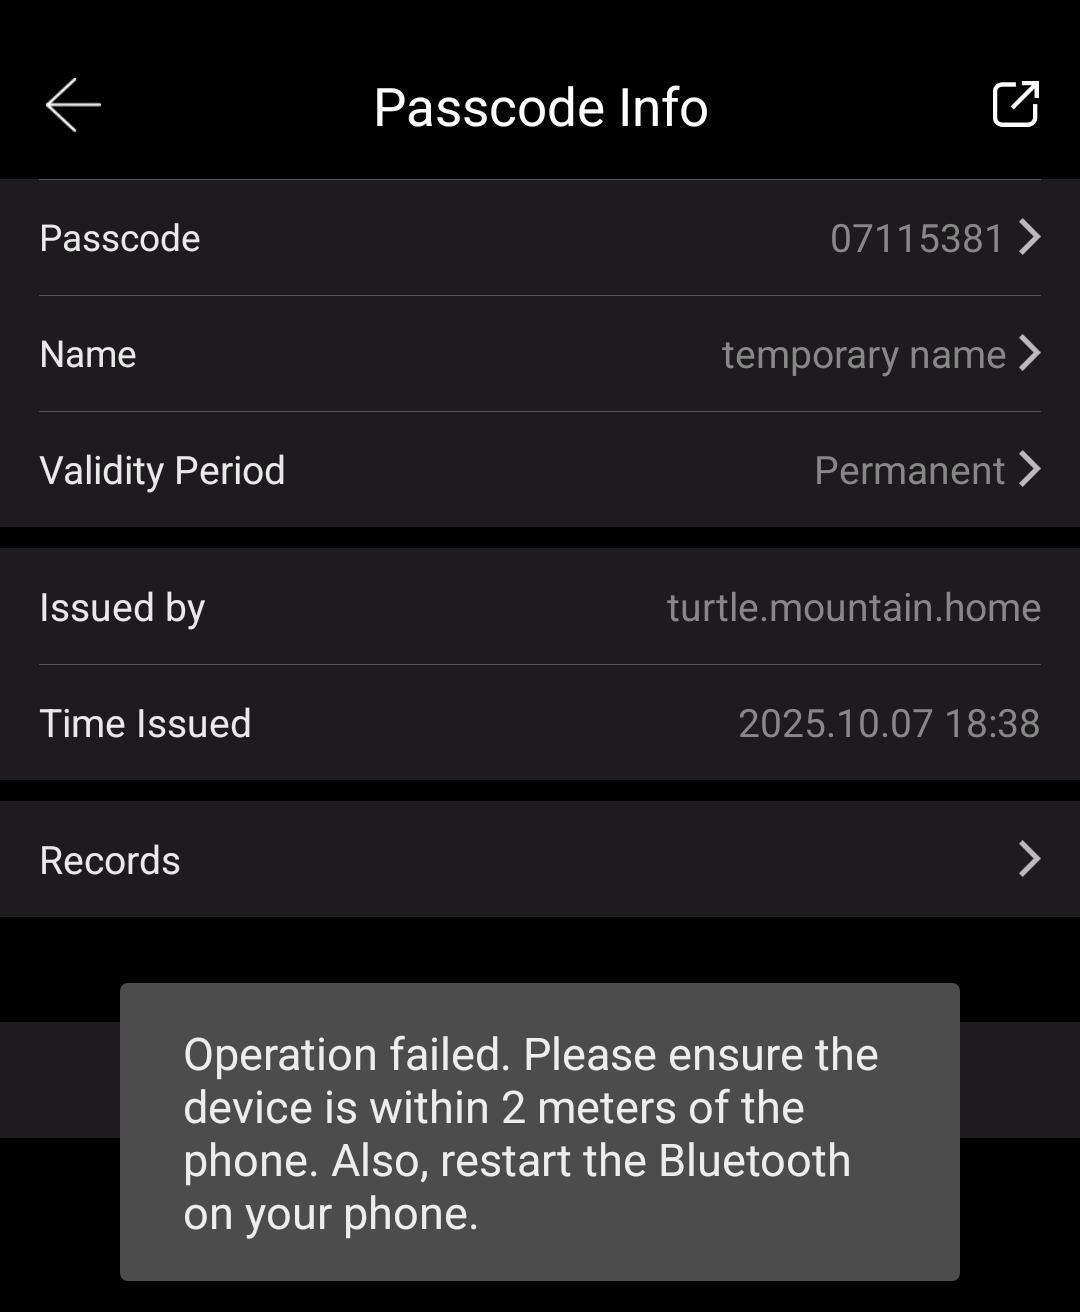 Passcode Info
Passcode 07115381
Name temporary name
Validity Period Permanent
Issued by turtle.mountain.home
Time Issued 2025.10.07 18:38
Records
Operation failed. Please ensure the
device is within 2 meters of the
phone. Also, restart the Bluetooth
on your phone.